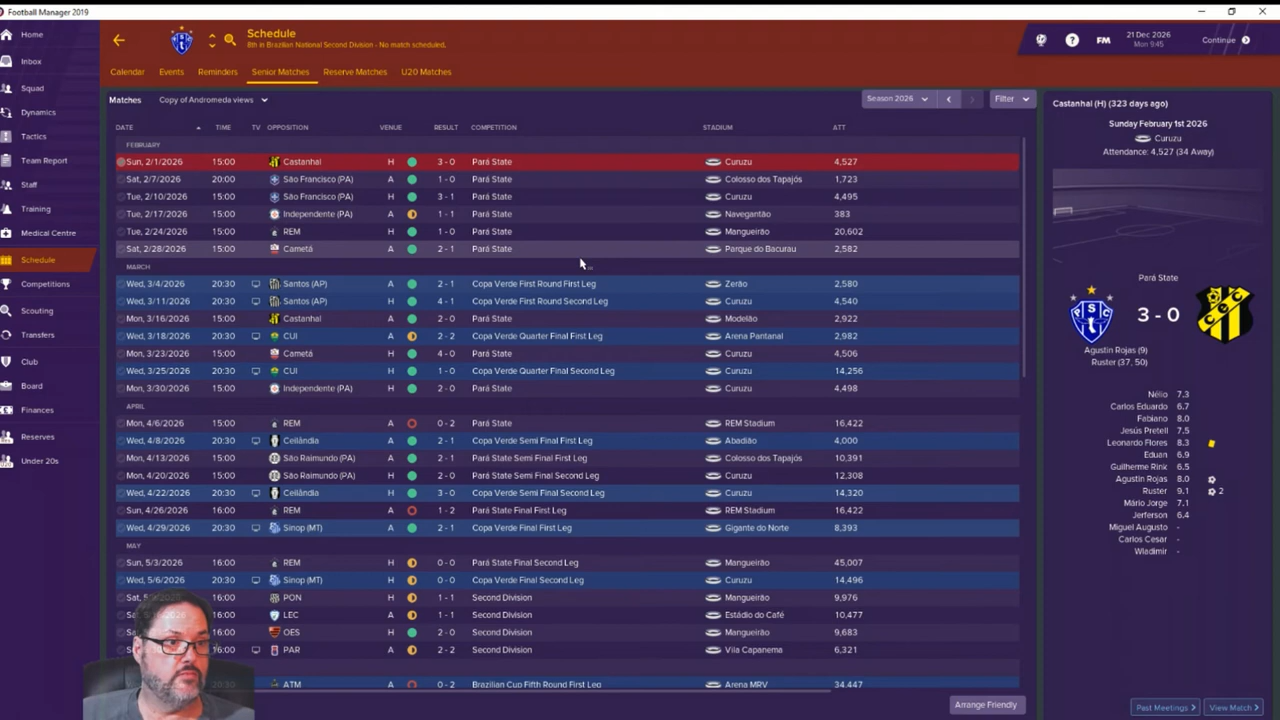 Football Manager 2019
Home
Inbox
Squad
Dynamics
Tactics
Team Report
Staff
Training
Medical Centre
Schedule
Competitions
Scouting
Transfers
Club
Board
Finances
Reserves
Under 20s
Schedule
8th in Brazilian National Second Division - No match scheduled.
FM
21 Dec 2026
Mon 9:45
Continue
Calendar Events Reminders Senior Matches Reserve Matches U20 Matches
Matches Copy of Andromeda views
Season 2026
Filter
DATE TIME TV OPPOSITION VENUE RESULT COMPETITION STADIUM ATT
FEBRUARY
Sun, 2/1/2026 15:00 Castanhal H 3 - 0 Pará State Curuzu 4,527
Sat, 2/7/2026 20:00 São Francisco (PA) A 1 - 0 Pará State Colosso dos Tapajós 1,723
Tue, 2/10/2026 15:00 São Francisco (PA) H 3 - 1 Pará State Curuzu 4,495
Tue, 2/17/2026 15:00 Independente (PA) A 1 - 1 Pará State Navegantão 383
Tue, 2/24/2026 15:00 REM H 1 - 0 Pará State Mangueirão 20,602
Sat, 2/28/2026 15:00 Cametá A 2 - 1 Pará State Parque do Bacurau 2,582
MARCH
Wed, 3/4/2026 20:30 Santos (AP) A 2 - 1 Copa Verde First Round First Leg Zerão 2,580
Wed, 3/11/2026 20:30 Santos (AP) H 4 - 1 Copa Verde First Round Second Leg Curuzu 4,540
Mon, 3/16/2026 15:00 Castanhal A 2 - 0 Pará State Modelão 2,922
Wed, 3/18/2026 20:30 CUI A 2 - 2 Copa Verde Quarter Final First Leg Arena Pantanal 2,982
Mon, 3/23/2026 15:00 Cametá H 4 - 0 Pará State Curuzu 4,506
Wed, 3/25/2026 20:30 CUI H 1 - 0 Copa Verde Quarter Final Second Leg Curuzu 14,256
Mon, 3/30/2026 15:00 Independente (PA) H 2 - 0 Pará State Curuzu 4,498
APRIL
Mon, 4/6/2026 15:00 REM A 0 - 2 Pará State REM Stadium 16,422
Wed, 4/8/2026 20:30 Ceilândia A 2 - 1 Copa Verde Semi Final First Leg Abadião 4,000
Mon, 4/13/2026 15:00 São Raimundo (PA) A 2 - 1 Pará State Semi Final First Leg Colosso dos Tapajós 10,391
Mon, 4/20/2026 15:00 São Raimundo (PA) H 2 - 0 Pará State Semi Final Second Leg Curuzu 12,308
Wed, 4/22/2026 20:30 Ceilândia H 3 - 0 Copa Verde Semi Final Second Leg Curuzu 14,320
Sun, 4/26/2026 16:00 REM A 1 - 2 Pará State Final First Leg REM Stadium 16,422
Wed, 4/29/2026 20:30 Sinop (MT) A 2 - 1 Copa Verde Final First Leg Gigante do Norte 8,393
MAY
Sun, 5/3/2026 16:00 REM H 0 - 0 Pará State Final Second Leg Mangueirão 45,007
Wed, 5/6/2026 20:30 Sinop (MT) H 0 - 0 Copa Verde Final Second Leg Curuzu 14,496
Sat, 16:00 PON H 1 - 1 Second Division Mangueirão 9,976
16:00 LEC A 1 - 1 Second Division Estádio do Café 10,477
16:00 OES H 2 - 0 Second Division Mangueirão 9,683
16:00 PAR A 2 - 2 Second Division Vila Capanema 6,321
ATM A 0 - 2 Brazilian Cup Fifth Round First Leg Arena MRV 34,447
Arrange Friendly
Castanhal (H) (323 days ago)
Sunday February 1st 2026
Curuzu
Attendance: 4,527 (34 Away)
Pará State
3 - 0
Agustin Rojas (9)
Ruster (37, 50)
Nélio 7.3
Carlos Eduardo 6.7
Fabiano 8.0
Jesús Pretell 7.5
Leonardo Flores 8.3
Eduan 6.9
Guilherme Rink 6.5
Agustin Rojas 8.0
Ruster 9.1 2
Mário Jorge 7.1
Jerferson 6.4
Miguel Augusto -
Carlos Cesar -
Wladimir -
Past Meetings >
View Match >